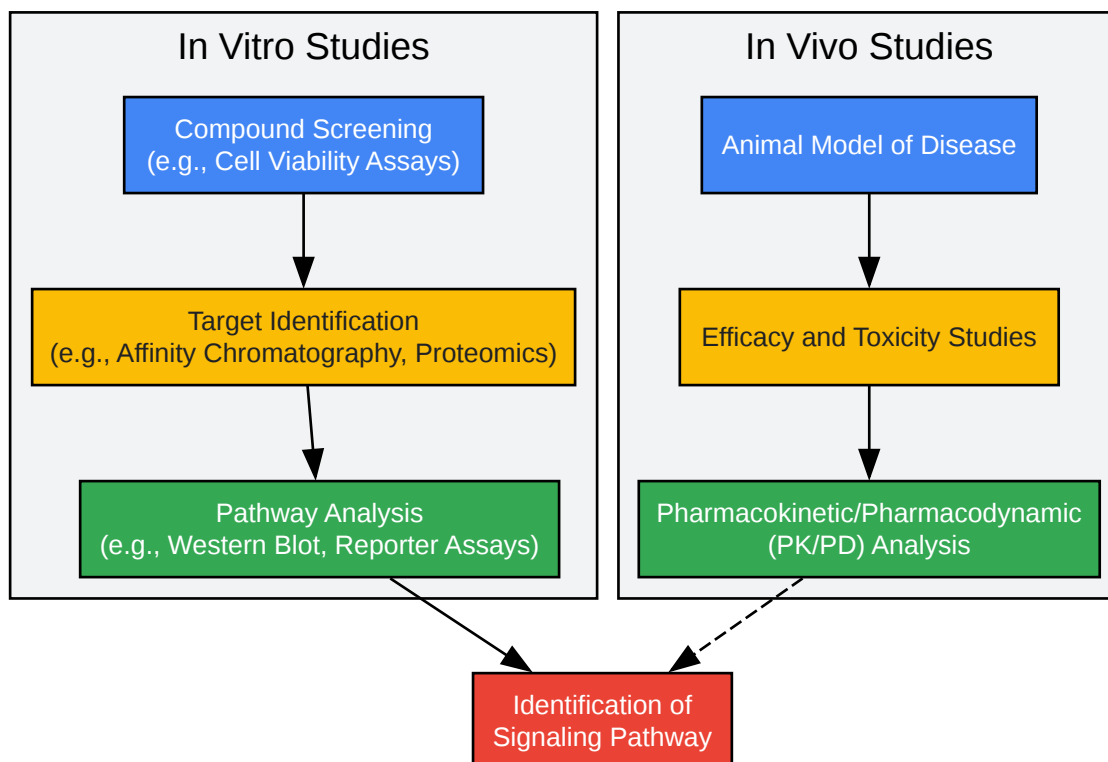 In Vitro Studies
Compound Screening
(e.g., Cell Viability Assays)
Target Identification
(e.g., Affinity Chromatography, Proteomics)
Pathway Analysis
(e.g., Western Blot, Reporter Assays)
In Vivo Studies
Animal Model of Disease
Efficacy and Toxicity Studies
Pharmacokinetic/Pharmacodynamic
(PK/PD) Analysis
Identification of
Signaling Pathway